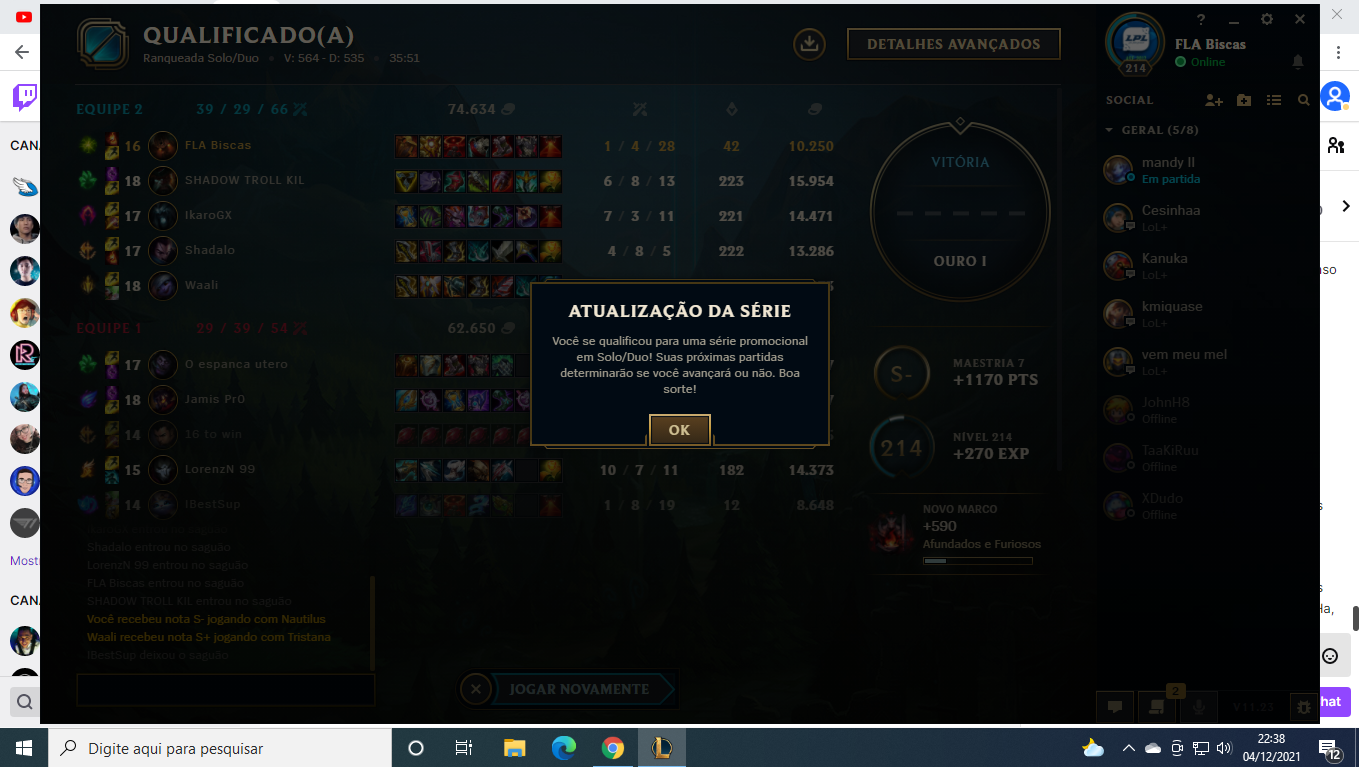 QUALIFICADO(A)
Ranqueada Solo/Duo • V: 564 - D: 535 • 35:51
DETALHES AVANÇADOS
LPL
214
FLA Biscas
Online
SOCIAL
GERAL (5/8)
mandy ll
Em partida
Cesinhaa
LoL+
Kanuka
LoL+
kmiquase
LoL+
vem meu mel
LoL+
JohnH8
Offline
TaaKiRuu
Offline
XDudo
Offline
EQUIPE 2 39 / 29 / 66 74.634
16 FLA Biscas 1 / 4 / 28 42 10.250
18 SHADOW TROLL KIL 6 / 8 / 13 223 15.954
17 IkaroGX 7 / 3 / 11 221 14.471
17 Shadalo 4 / 8 / 5 222 13.286
18 Waali
EQUIPE 1 29 / 39 / 54 62.650
17 O espanca utero
18 Jamis Pr0
14 16 to win
15 LorenzN 99 10 / 7 / 11 182 14.373
14 IBestSup 1 / 8 / 19 12 8.648
VITÓRIA
OURO I
ATUALIZAÇÃO DA SÉRIE
Você se qualificou para uma série promocional
em Solo/Duo! Suas próximas partidas
determinarão se você avançará ou não. Boa
sorte!
OK
S-
MAESTRIA 7
+1170 PTS
214
NÍVEL 214
+270 EXP
NOVO MARCO
+590
Afundados e Furiosos
Shadalo entrou no saguão
LorenzN 99 entrou no saguão
FLA Biscas entrou no saguão
SHADOW TROLL KIL entrou no saguão
Você recebeu nota S- jogando com Nautilus
Waali recebeu nota S+ jogando com Tristana
IBestSup deixou o saguão
JOGAR NOVAMENTE
2
V11.23
CANA
Mostr
CANA
uso
Ha,
hat
Digite aqui para pesquisar
22:38
04/12/2021
12